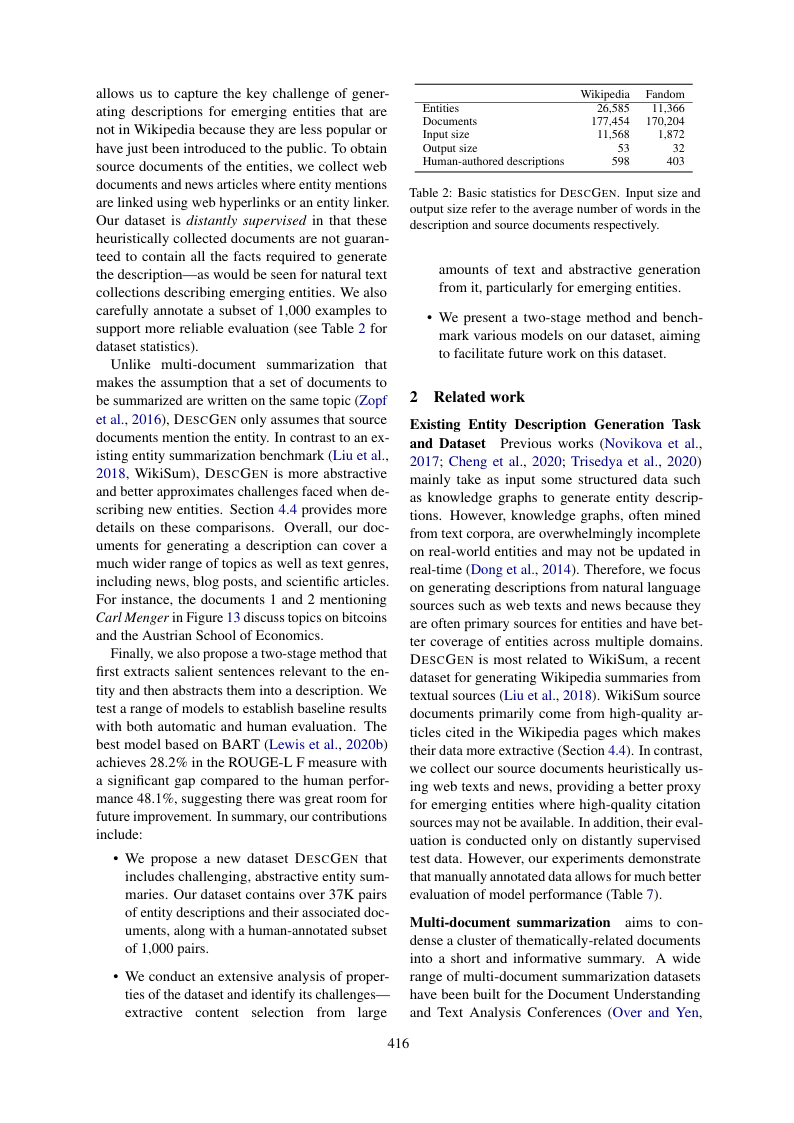 allows us to capture the key challenge of gener-
ating descriptions for emerging entities that are
not in Wikipedia because they are less popular or
have just been introduced to the public. To obtain
source documents of the entities, we collect web
documents and news articles where entity mentions
are linked using web hyperlinks or an entity linker.
Our dataset is distantly supervised in that these
heuristically collected documents are not guaran-
teed to contain all the facts required to generate
the description—as would be seen for natural text
collections describing emerging entities. We also
carefully annotate a subset of 1,000 examples to
support more reliable evaluation (see Table 2 for
dataset statistics).
Unlike multi-document summarization that
makes the assumption that a set of documents to
be summarized are written on the same topic (Zopf
et al., 2016), DESCGEN only assumes that source
documents mention the entity. In contrast to an ex-
isting entity summarization benchmark (Liu et al.,
2018, WikiSum), DESCGEN is more abstractive
and better approximates challenges faced when de-
scribing new entities. Section 4.4 provides more
details on these comparisons. Overall, our doc-
uments for generating a description can cover a
much wider range of topics as well as text genres,
including news, blog posts, and scientific articles.
For instance, the documents 1 and 2 mentioning
Carl Menger in Figure 13 discuss topics on bitcoins
and the Austrian School of Economics.
Finally, we also propose a two-stage method that
first extracts salient sentences relevant to the en-
tity and then abstracts them into a description. We
test a range of models to establish baseline results
with both automatic and human evaluation. The
best model based on BART (Lewis et al., 2020b)
achieves 28.2% in the ROUGE-L F measure with
a significant gap compared to the human perfor-
mance 48.1%, suggesting there was great room for
future improvement. In summary, our contributions
include:
• We propose a new dataset DESCGEN that
includes challenging, abstractive entity sum-
maries. Our dataset contains over 37K pairs
of entity descriptions and their associated doc-
uments, along with a human-annotated subset
of 1,000 pairs.
• We conduct an extensive analysis of proper-
ties of the dataset and identify its challenges—
extractive content selection from large
Wikipedia Fandom
Entities 26,585 11,366
Documents 177,454 170,204
Input size 11,568 1,872
Output size 53 32
Human-authored descriptions 598 403
Table 2: Basic statistics for DESCGEN. Input size and
output size refer to the average number of words in the
description and source documents respectively.
amounts of text and abstractive generation
from it, particularly for emerging entities.
• We present a two-stage method and bench-
mark various models on our dataset, aiming
to facilitate future work on this dataset.
2 Related work
Existing Entity Description Generation Task
and Dataset Previous works (Novikova et al.,
2017; Cheng et al., 2020; Trisedya et al., 2020)
mainly take as input some structured data such
as knowledge graphs to generate entity descrip-
tions. However, knowledge graphs, often mined
from text corpora, are overwhelmingly incomplete
on real-world entities and may not be updated in
real-time (Dong et al., 2014). Therefore, we focus
on generating descriptions from natural language
sources such as web texts and news because they
are often primary sources for entities and have bet-
ter coverage of entities across multiple domains.
DESCGEN is most related to WikiSum, a recent
dataset for generating Wikipedia summaries from
textual sources (Liu et al., 2018). WikiSum source
documents primarily come from high-quality ar-
ticles cited in the Wikipedia pages which makes
their data more extractive (Section 4.4). In contrast,
we collect our source documents heuristically us-
ing web texts and news, providing a better proxy
for emerging entities where high-quality citation
sources may not be available. In addition, their eval-
uation is conducted only on distantly supervised
test data. However, our experiments demonstrate
that manually annotated data allows for much better
evaluation of model performance (Table 7).
Multi-document summarization aims to con-
dense a cluster of thematically-related documents
into a short and informative summary. A wide
range of multi-document summarization datasets
have been built for the Document Understanding
and Text Analysis Conferences (Over and Yen,
416